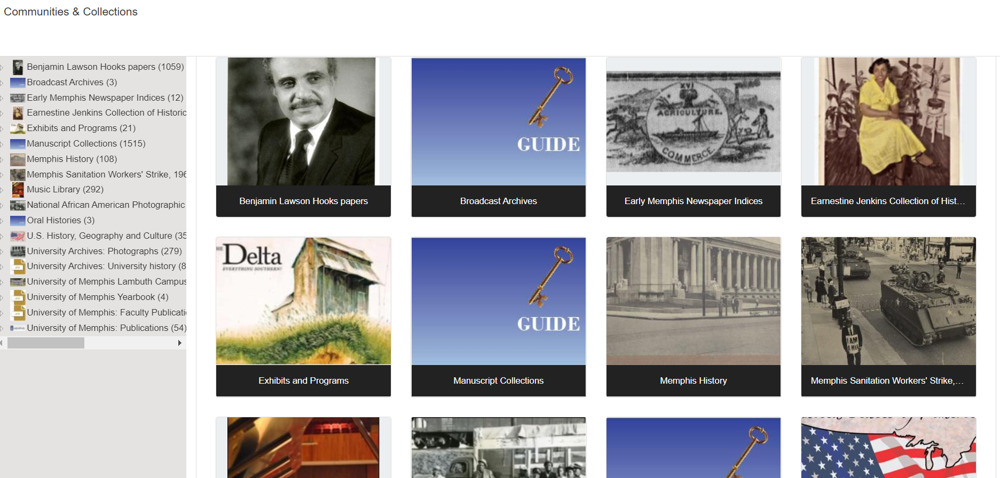 Communities & Collections
Benjamin Lawson Hooks papers (1059)
Broadcast Archives (3)
Early Memphis Newspaper Indices (12)
Earnestine Jenkins Collection of Historic
Exhibits and Programs (21)
Manuscript Collections (1515)
Memphis History (108)
Memphis Sanitation Workers' Strike, 196
Music Library (292)
National African American Photographic
Oral Histories (3)
U.S. History, Geography and Culture (35
University Archives: Photographs (279)
University Archives: University history (8
University of Memphis Lambuth Campus
University of Memphis Yearbook (4)
University of Memphis: Faculty Publicati
University of Memphis: Publications (54)
GUIDE
XVI
AGRICULTURE.
COMMERCE.
Benjamin Lawson Hooks papers
Broadcast Archives
Early Memphis Newspaper Indices
Earnestine Jenkins Collection of Hist...
HE
Delta
EVERYTHING SOUTHERN!
GUIDE
I AM
A MAN
Exhibits and Programs
Manuscript Collections
Memphis History
Memphis Sanitation Workers' Strike,...